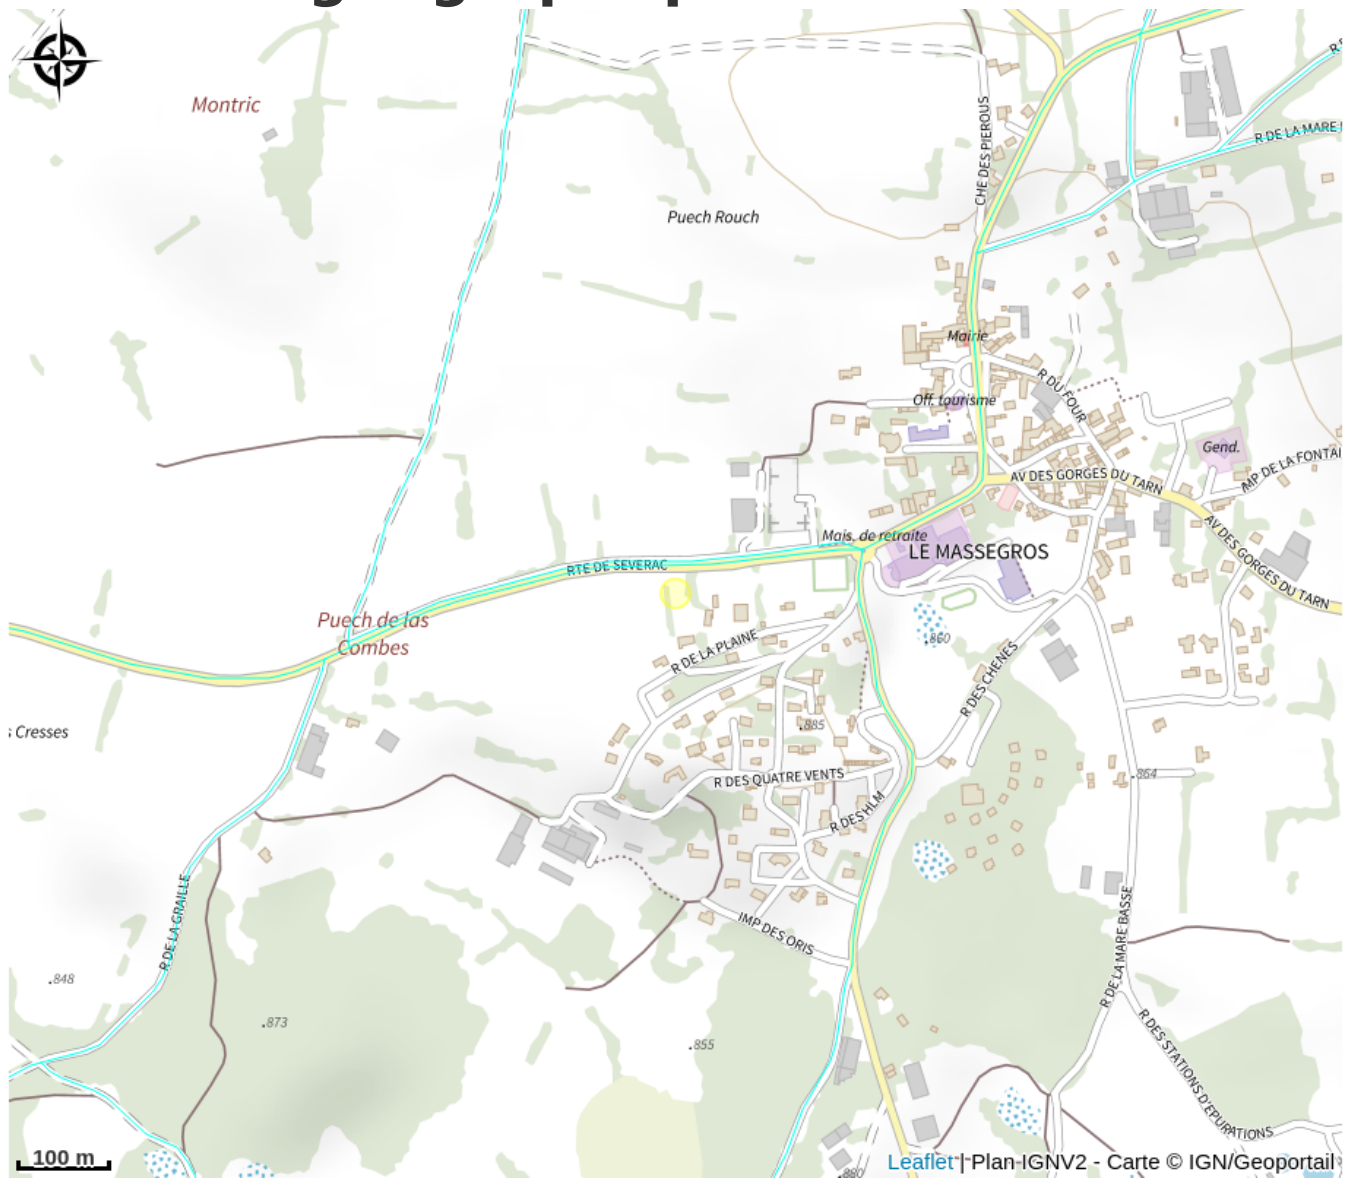 Montric
Puech Rouch
CHE DES PIEROUS
R DE LA MARE
Mairie
R DU FOUR
Off. tourisme
Gend.
AV DES GORGES DU TARN
MP DE LA FONTAI
Mais. de retraite
LE MASSEGROS
AV DES GORGES DU TARN
RTE DE SEVERAC
Puech de las
Combes
.860
R DE LA PLAINE
R DES CHENES
s Cresses
.885
R DES QUATRE VENTS
.864
R DES HLM
R DE LA GRAILLE
IMP DES ORIS
R DE LA MARE BASSE
.848
.873
.855
R DES STATIONS D'EPURATIONS
100 m
.880
Leaflet | Plan IGNV2 - Carte © IGN/Geoportail